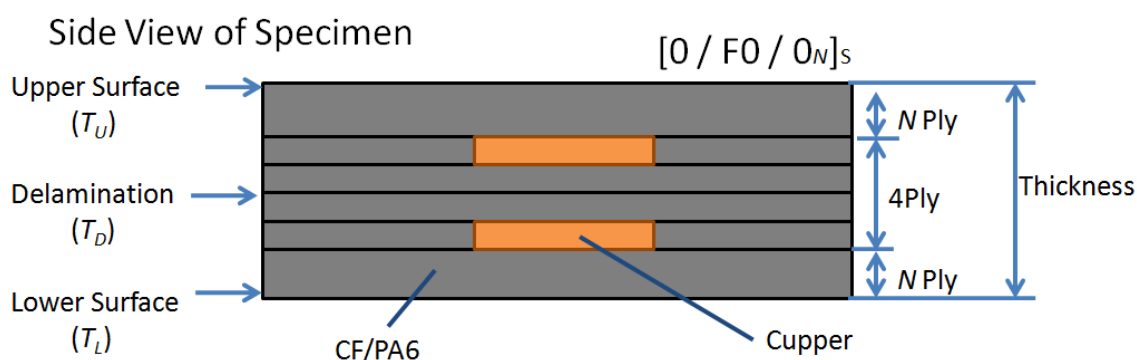 Side View of Specimen
[0 / F0 / 0N]s
Upper Surface
(TU)
N Ply
Delamination
(TD)
4Ply
Thickness
Lower Surface
(TL)
N Ply
CF/PA6
Cupper